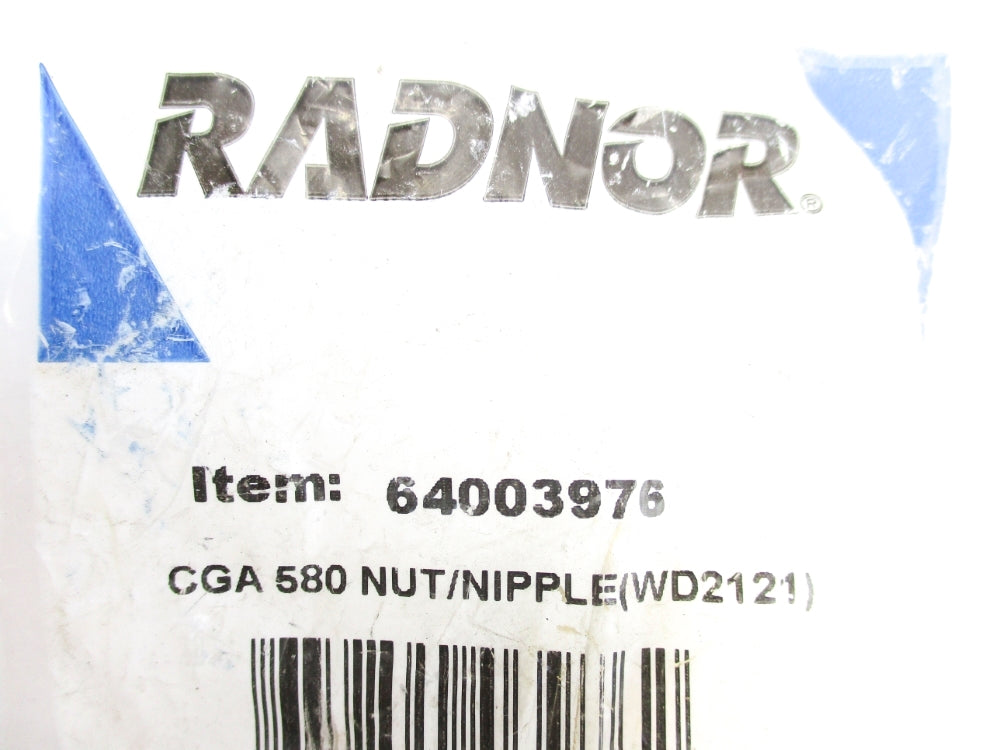 RADNOR®
Item: 64003976
CGA 580 NUT/NIPPLE(WD2121)